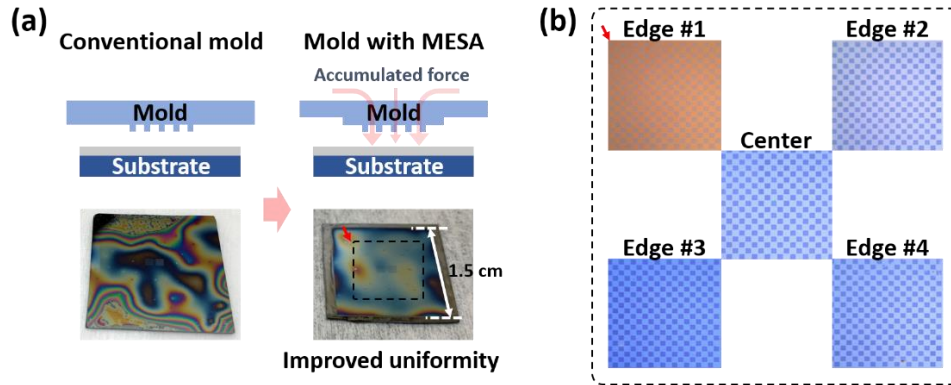 (a)
Conventional mold
Mold with MESA
Accumulated force
Mold
Mold
Substrate
Substrate
1.5 cm
Improved uniformity
(b)
Edge #1
Edge #2
Center
Edge #3
Edge #4